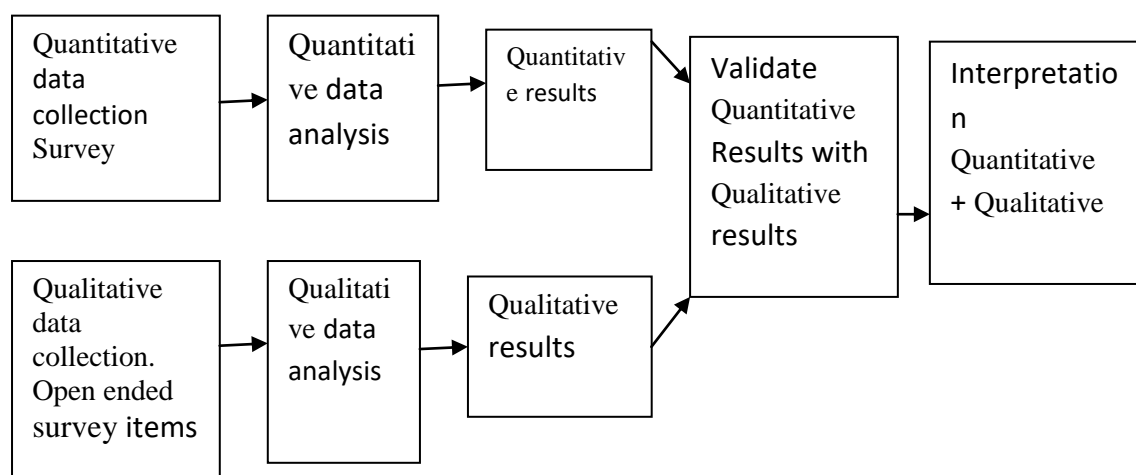 Quantitative
data
collection
Survey
Quantitati
ve data
analysis
Quantitativ
e results
Validate
Quantitative
Results with
Qualitative
results
Interpretatio
n
Quantitative
+ Qualitative
Qualitative
data
collection.
Open ended
survey items
Qualitati
ve data
analysis
Qualitative
results